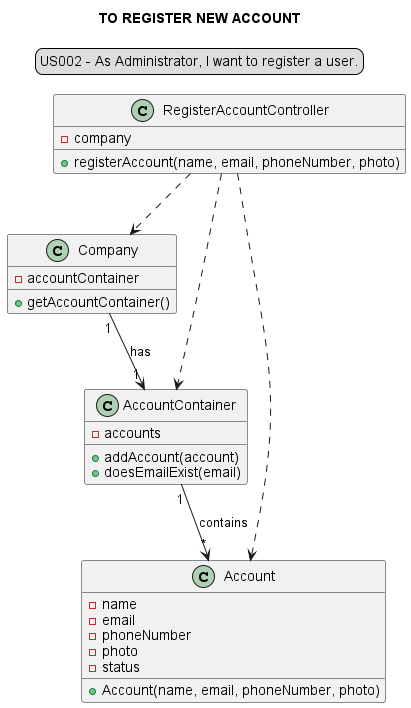 TO REGISTER NEW ACCOUNT
US002 - As Administrator, I want to register a user.
C RegisterAccountController
company
registerAccount(name, email, phoneNumber, photo)
C Company
accountContainer
getAccountContainer()
1
has
1
C AccountContainer
accounts
addAccount(account)
doesEmailExist(email)
1
contains
*
C Account
name
email
phoneNumber
photo
status
Account(name, email, phoneNumber, photo)